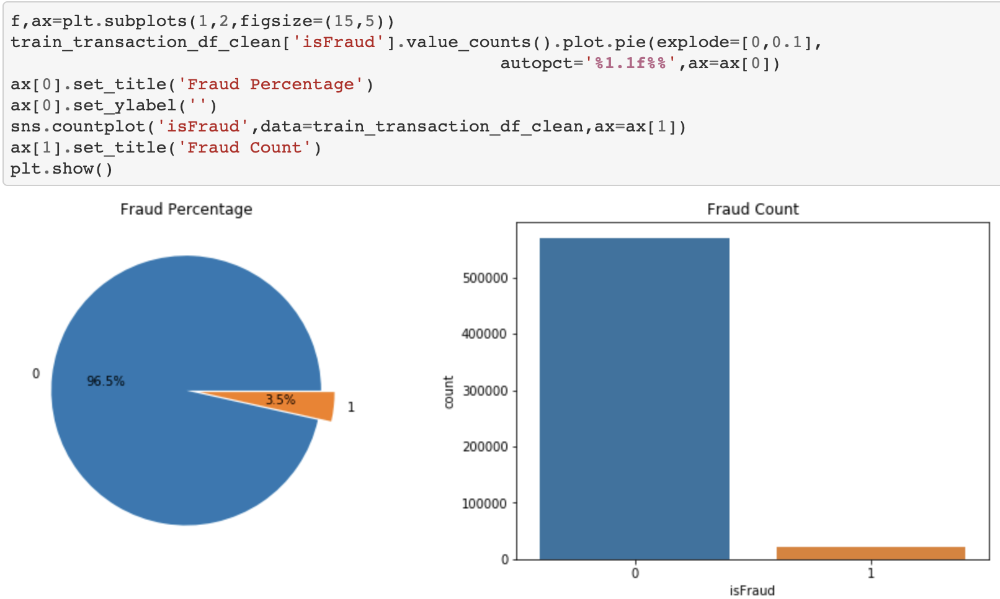 f,ax=plt.subplots(1,2,figsize=(15,5))
train_transaction_df_clean['isFraud'].value_counts().plot.pie(explode=[0,0.1],
autopct='%1.1f%%',ax=ax[0])
ax[0].set_title('Fraud Percentage')
ax[0].set_ylabel('')
sns.countplot('isFraud',data=train_transaction_df_clean,ax=ax[1])
ax[1].set_title('Fraud Count')
plt.show()
Fraud Percentage
0
96.5%
3.5%
1
Fraud Count
500000
400000
300000
200000
100000
0
count
0
1
isFraud